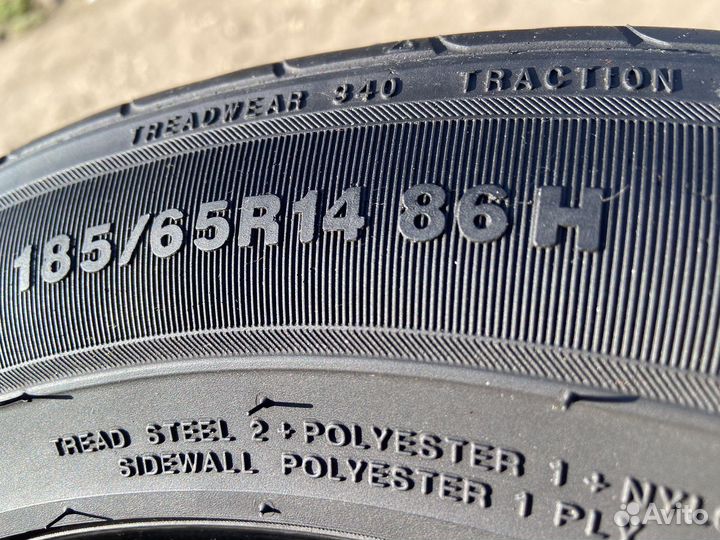 TREADWEAR 340 TRACTION
185/65R14 86H
TREAD STEEL 2 + POLYESTER 1 +
SIDEWALL POLYESTER 1 PLY
Avito